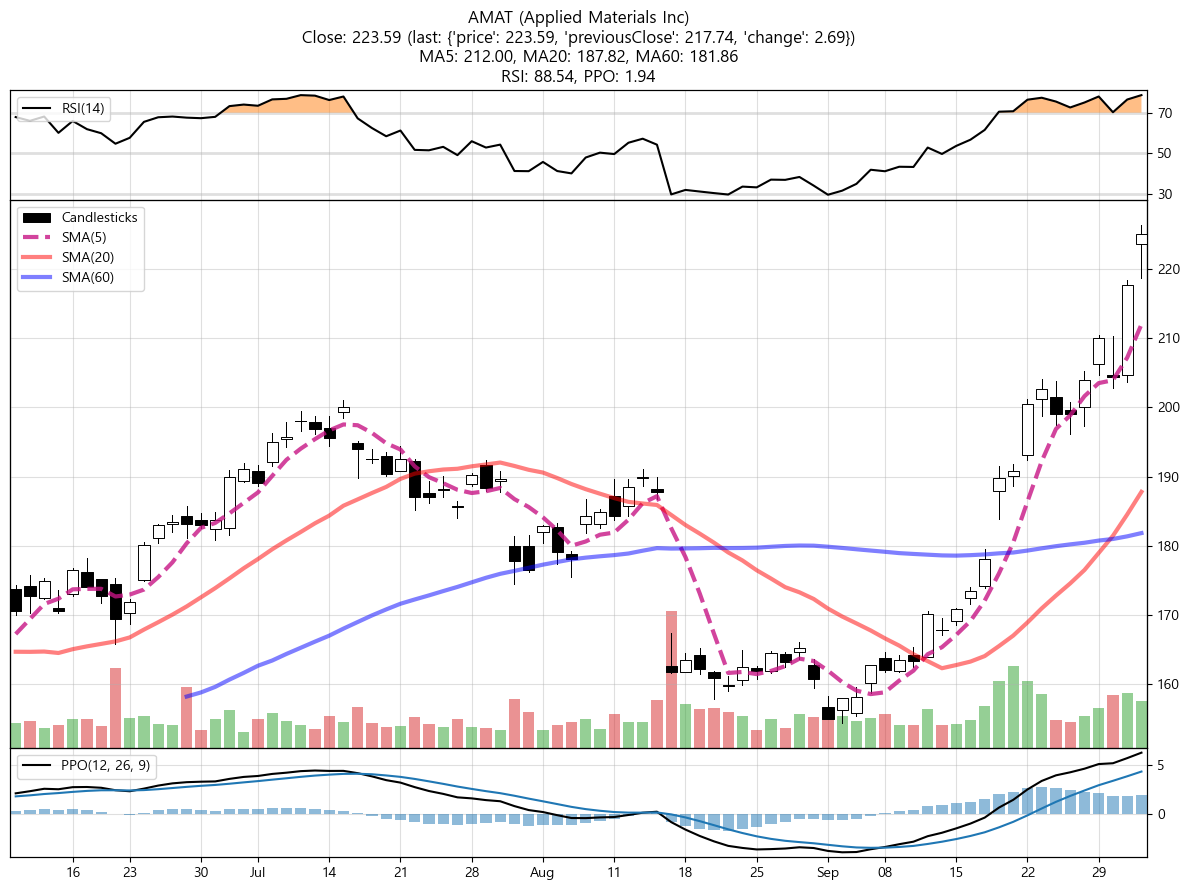 AMAT (Applied Materials Inc)
Close: 223.59 (last: {'price': 223.59, 'previousClose': 217.74, 'change': 2.69})
MA5: 212.00, MA20: 187.82, MA60: 181.86
RSI: 88.54, PPO: 1.94
RSI(14)
70
50
30
Candlesticks
SMA(5)
SMA(20)
SMA(60)
220
210
200
190
180
170
160
PPO(12, 26, 9)
5
0
16 23 30 Jul 14 21 28 Aug 11 18 25 Sep 08 15 22 29